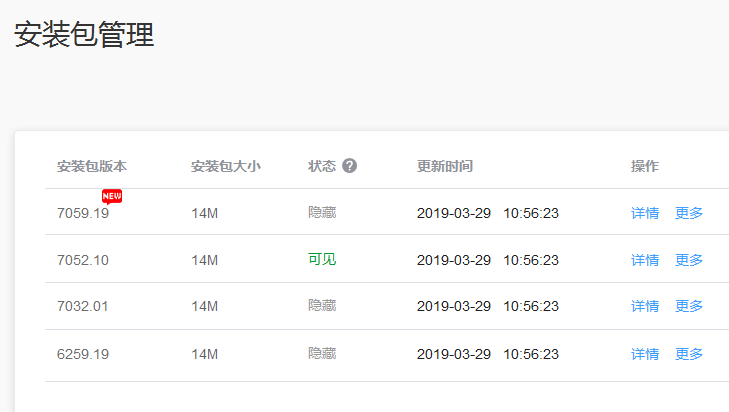 安装包管理
安装包版本 安装包大小 状态 ? 更新时间 操作
NEW
7059.19 14M 隐藏 2019-03-29 10:56:23 详情 更多
7052.10 14M 可见 2019-03-29 10:56:23 详情 更多
7032.01 14M 隐藏 2019-03-29 10:56:23 详情 更多
6259.19 14M 隐藏 2019-03-29 10:56:23 详情 更多